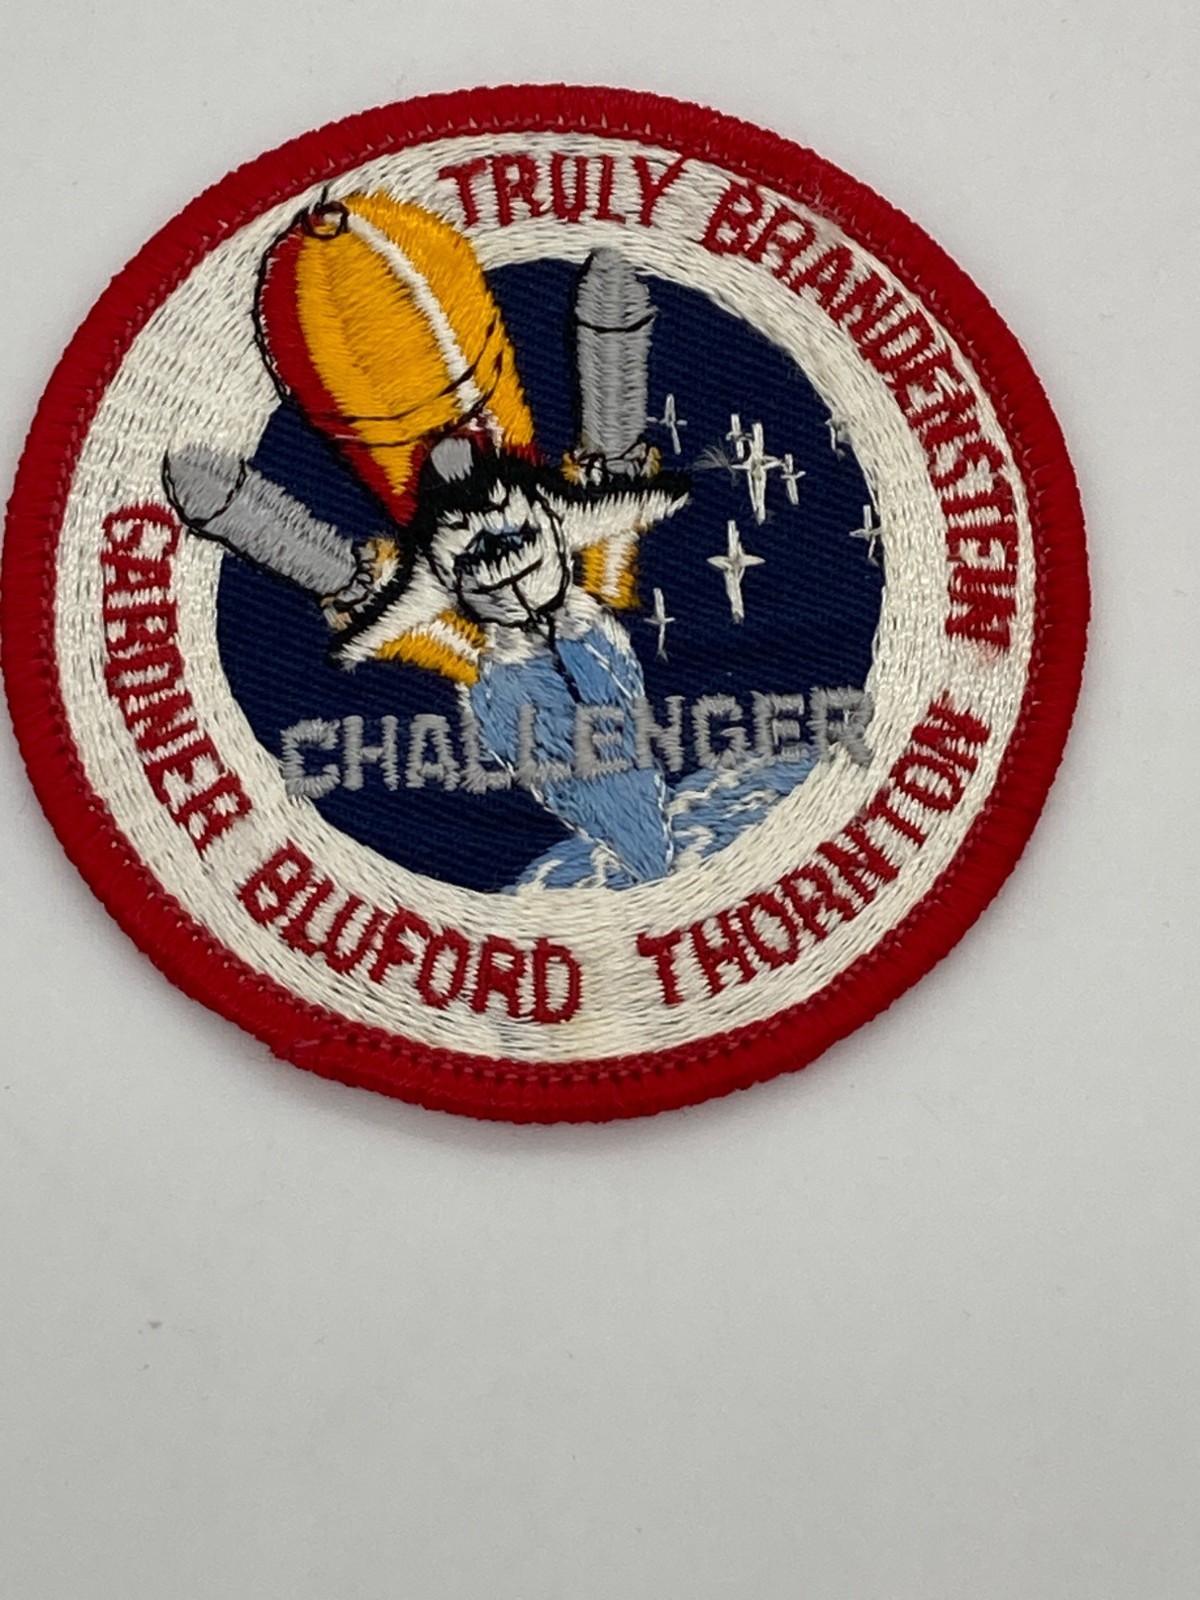 TRULY BRANDENSTEIN
CHALLENGER
GARDNER BLUFORD THORNTON